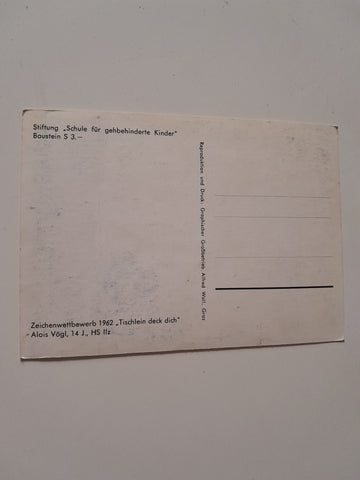 Stiftung „Schule für gehbehinderte Kinder"
Baustein S 3.—
Zeichenwettbewerb 1962 „Tischlein deck dich"
Alois Vögl, 14 J., HS Ilz
Reproduktion und Druck: Graphischer Großbetrieb Alfred Wall, Graz